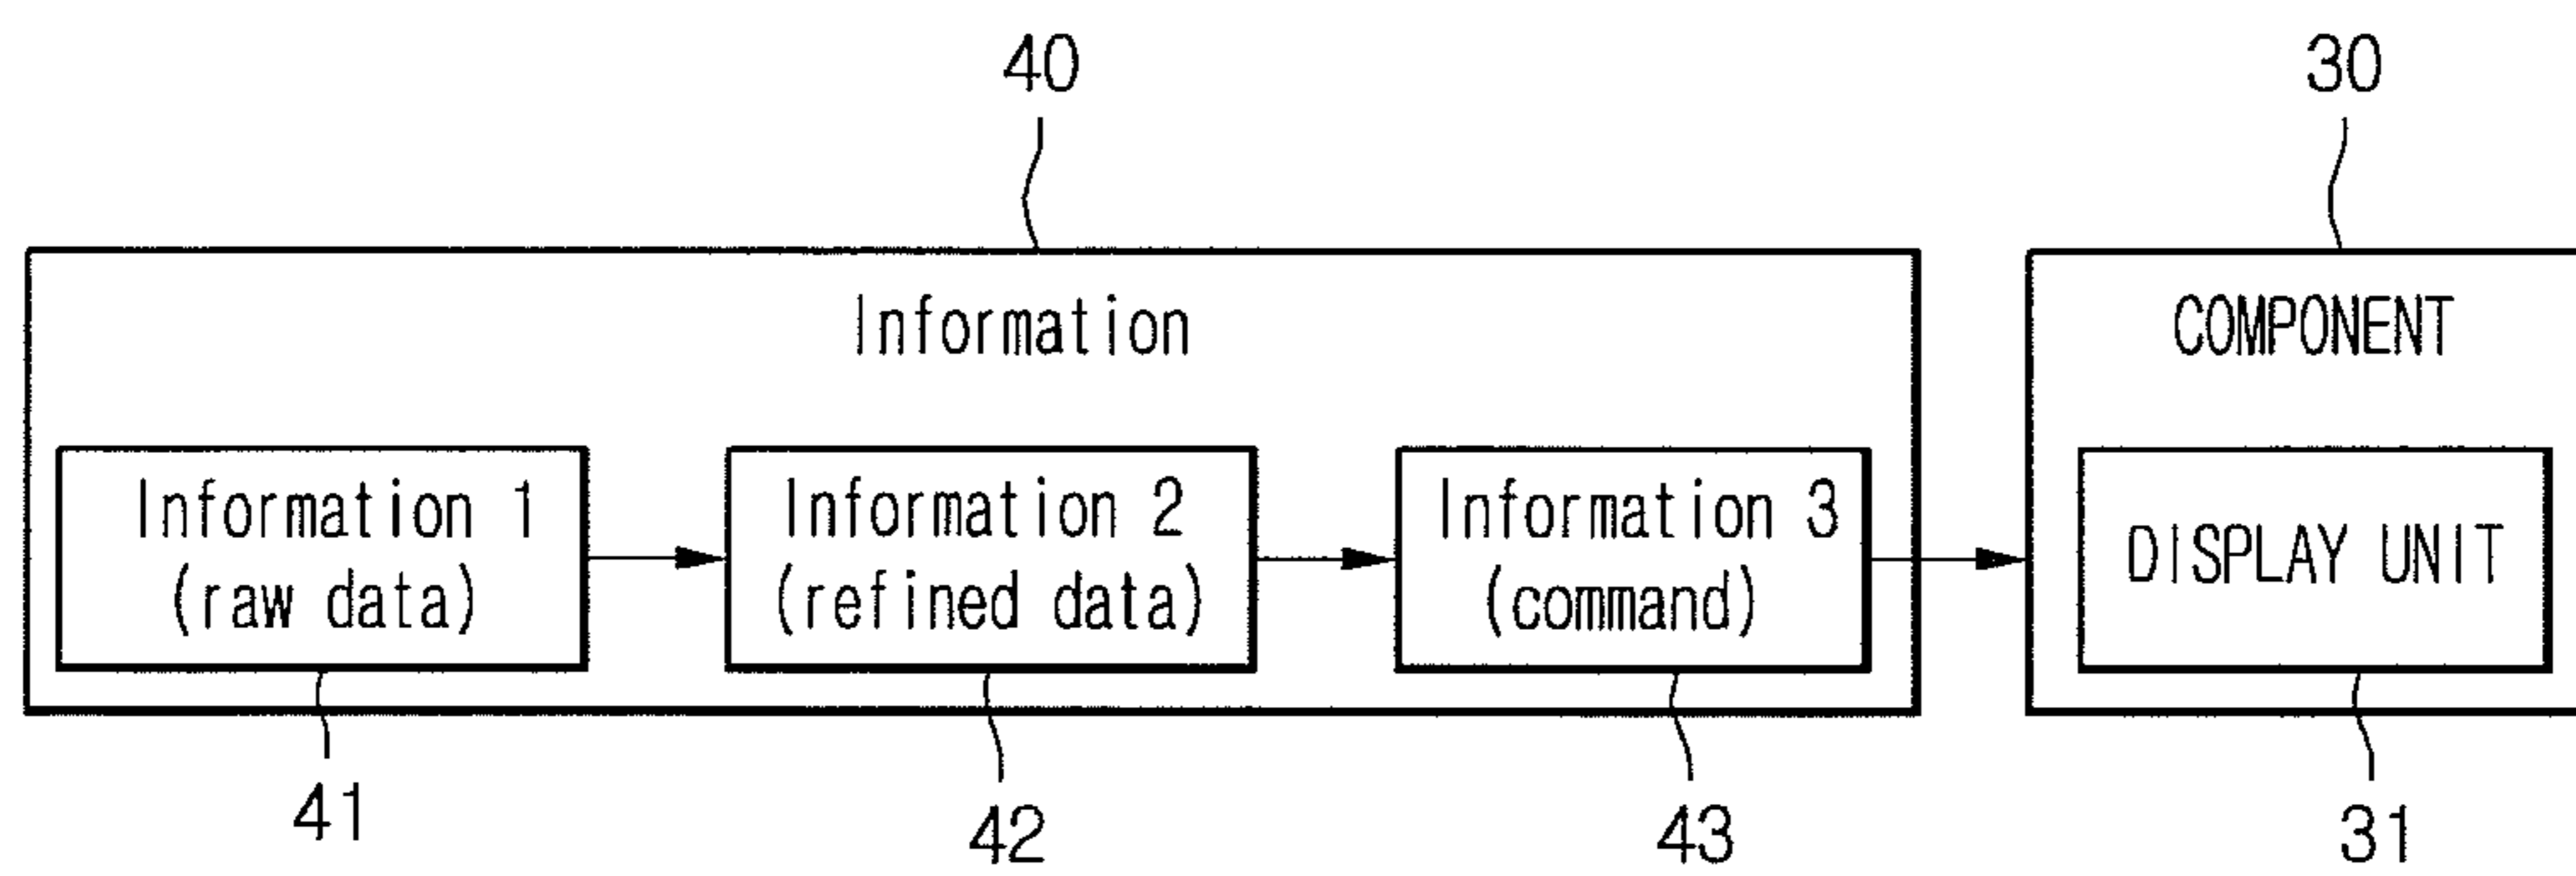 40
30
Information
COMPONENT
Information 1
(raw data)
Information 2
(refined data)
Information 3
(command)
DISPLAY UNIT
41
42
43
31